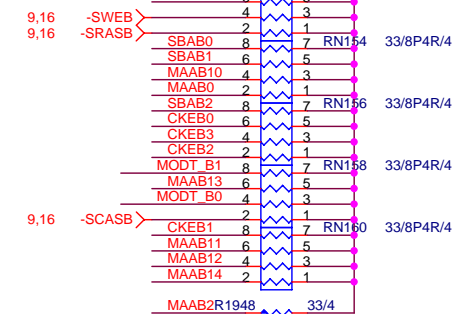 9,16 -SWEB 4 3
9,16 -SRASB 2 1
SBAB0 8 7 RN154 33/8P4R/4
SBAB1 6 5
MAAB10 4 3
MAAB0 2 1
SBAB2 8 7 RN156 33/8P4R/4
CKEB0 6 5
CKEB3 4 3
CKEB2 2 1
MODT_B1 8 7 RN158 33/8P4R/4
MAAB13 6 5
MODT_B0 4 3
9,16 -SCASB 2 1
CKEB1 8 7 RN160 33/8P4R/4
MAAB11 6 5
MAAB12 4 3
MAAB14 2 1
MAAB2 R1948 33/4